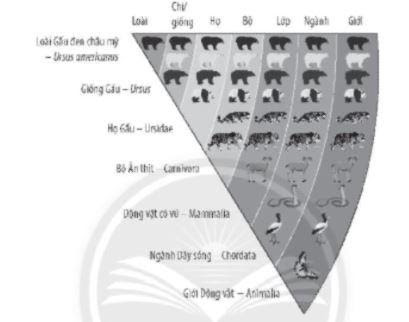 Loài Chi/ giống Họ Bộ Lớp Ngành Giới
Loài Gấu đen châu mỹ
– Ursus americanus
Giống Gấu – Ursus
Họ Gấu – Ursidae
Bộ Ăn thịt – Carnivora
Động vật có vú – Mammalia
Ngành Dây sống – Chordata
Giới Động vật – Animalia